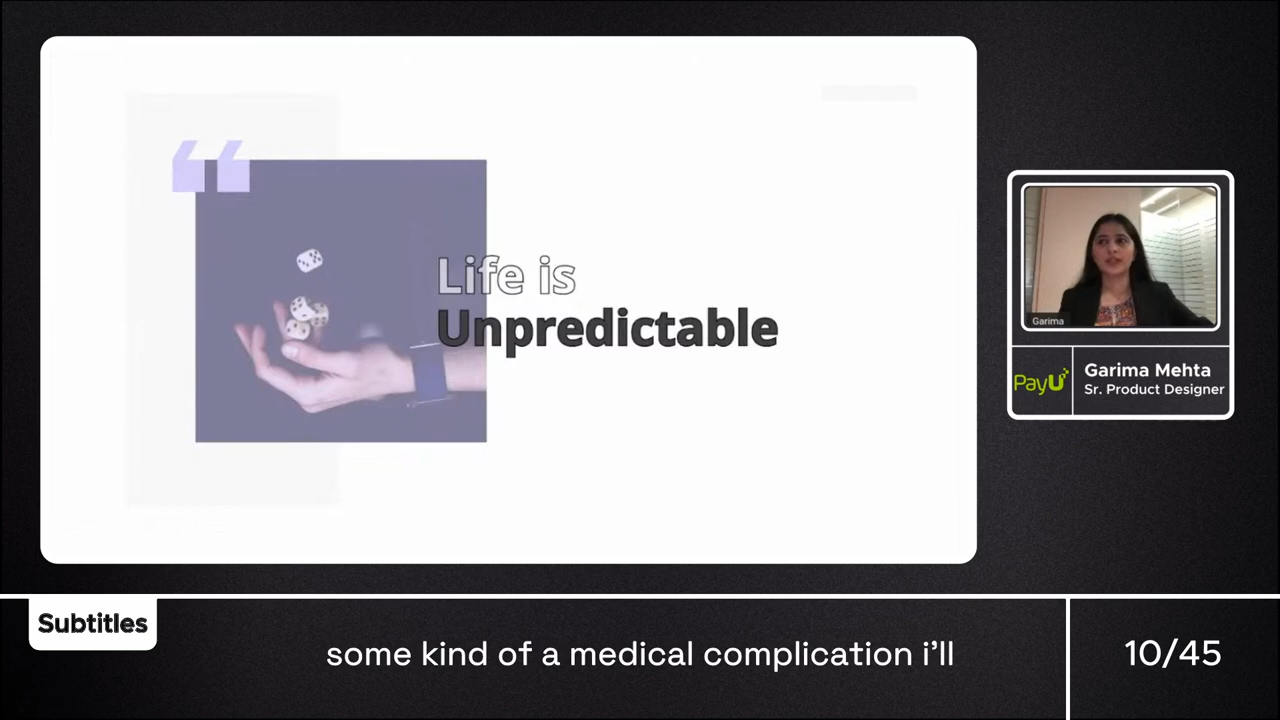 Life is
Unpredictable
Garima
PayU
Garima Mehta
Sr. Product Designer
Subtitles
some kind of a medical complication i'll
10/45